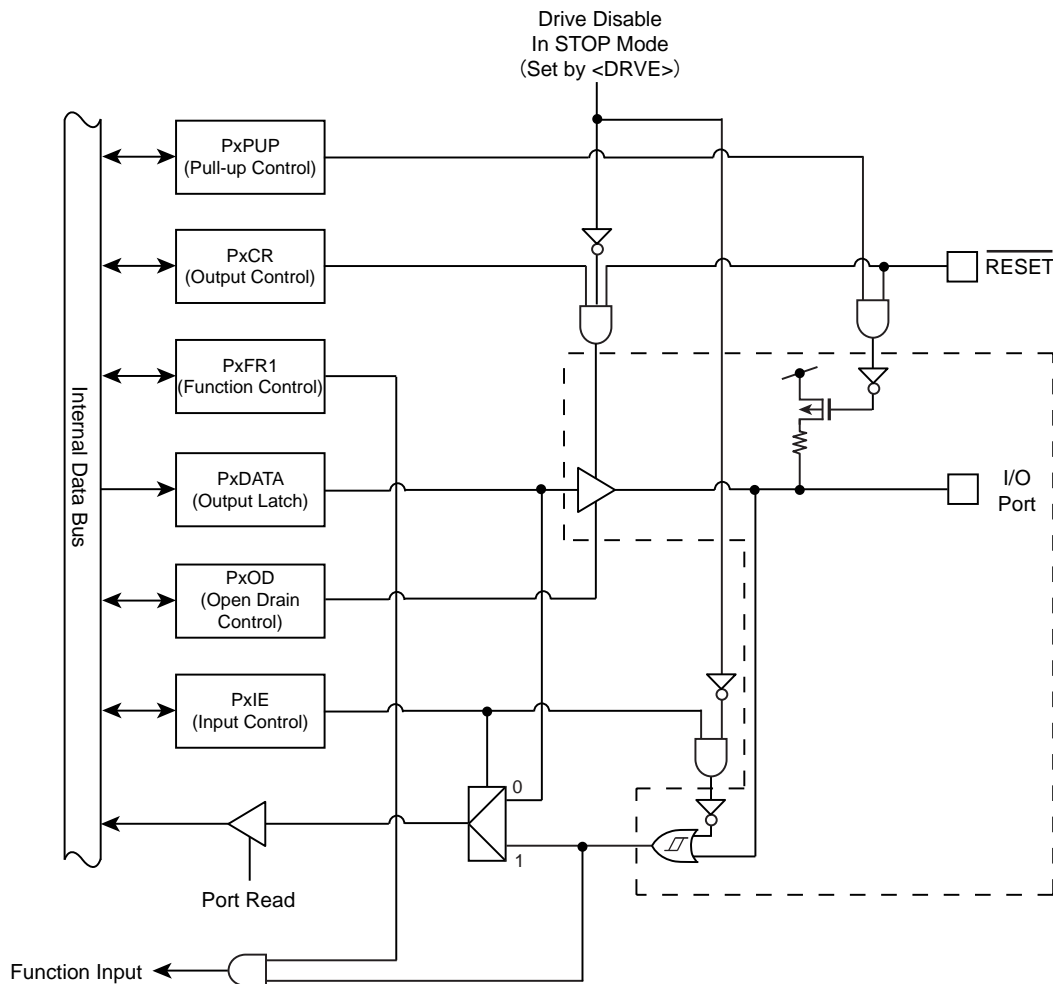 Drive Disable
In STOP Mode
(Set by <DRVE>)
PxPUP
(Pull-up Control)
PxCR
(Output Control)
RESET
PxFR1
(Function Control)
Internal Data Bus
PxDATA
(Output Latch)
I/O
Port
PxOD
(Open Drain
Control)
PxIE
(Input Control)
0
1
Port Read
Function Input